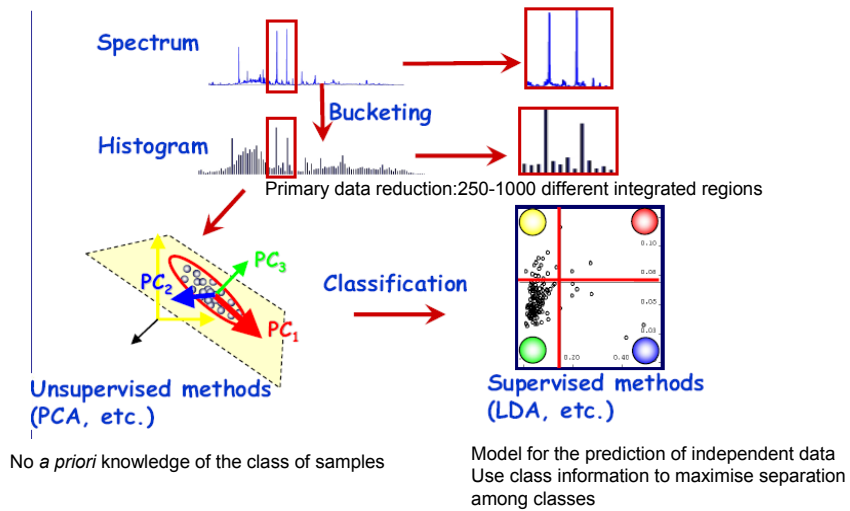 Spectrum
Bucketing
Histogram
Primary data reduction:250-1000 different integrated regions
PC3
PC2
PC1
Classification
0.10
0.08
0.05
0.03
0.20
0.40
Unsupervised methods
(PCA, etc.)
Supervised methods
(LDA, etc.)
No a priori knowledge of the class of samples
Model for the prediction of independent data
Use class information to maximise separation
among classes